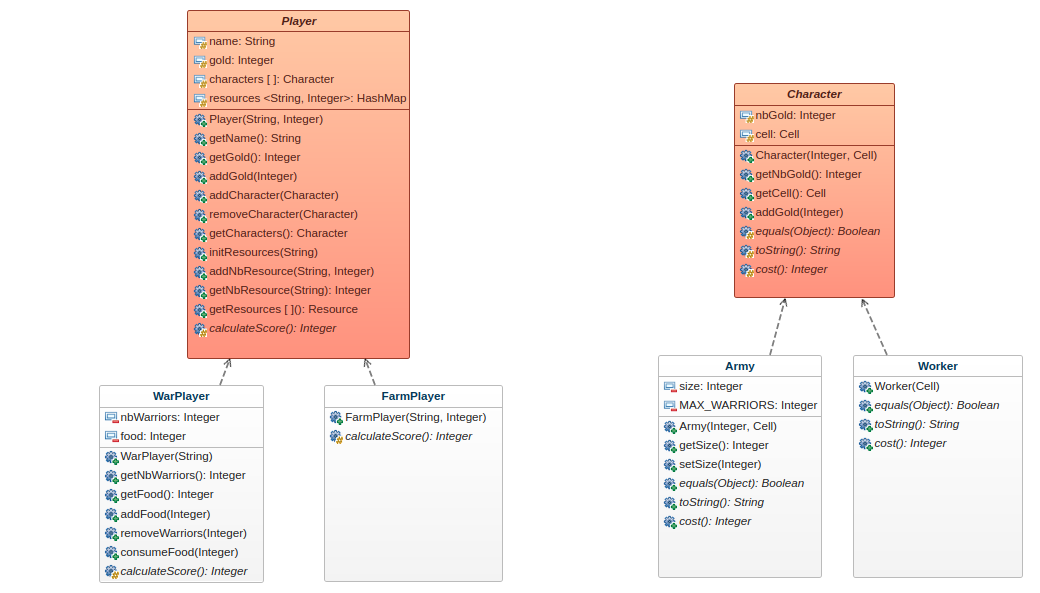 Player
name: String
gold: Integer
characters [ ]: Character
resources <String, Integer>: HashMap
Player(String, Integer)
getName(): String
getGold(): Integer
addGold(Integer)
addCharacter(Character)
removeCharacter(Character)
getCharacters(): Character
initResources(String)
addNbResource(String, Integer)
getNbResource(String): Integer
getResources [ ](): Resource
calculateScore(): Integer
Character
nbGold: Integer
cell: Cell
Character(Integer, Cell)
getNbGold(): Integer
getCell(): Cell
addGold(Integer)
equals(Object): Boolean
toString(): String
cost(): Integer
WarPlayer
nbWarriors: Integer
food: Integer
WarPlayer(String)
getNbWarriors(): Integer
getFood(): Integer
addFood(Integer)
removeWarriors(Integer)
consumeFood(Integer)
calculateScore(): Integer
FarmPlayer
FarmPlayer(String, Integer)
calculateScore(): Integer
Army
size: Integer
MAX_WARRIORS: Integer
Army(Integer, Cell)
getSize(): Integer
setSize(Integer)
equals(Object): Boolean
toString(): String
cost(): Integer
Worker
Worker(Cell)
equals(Object): Boolean
toString(): String
cost(): Integer